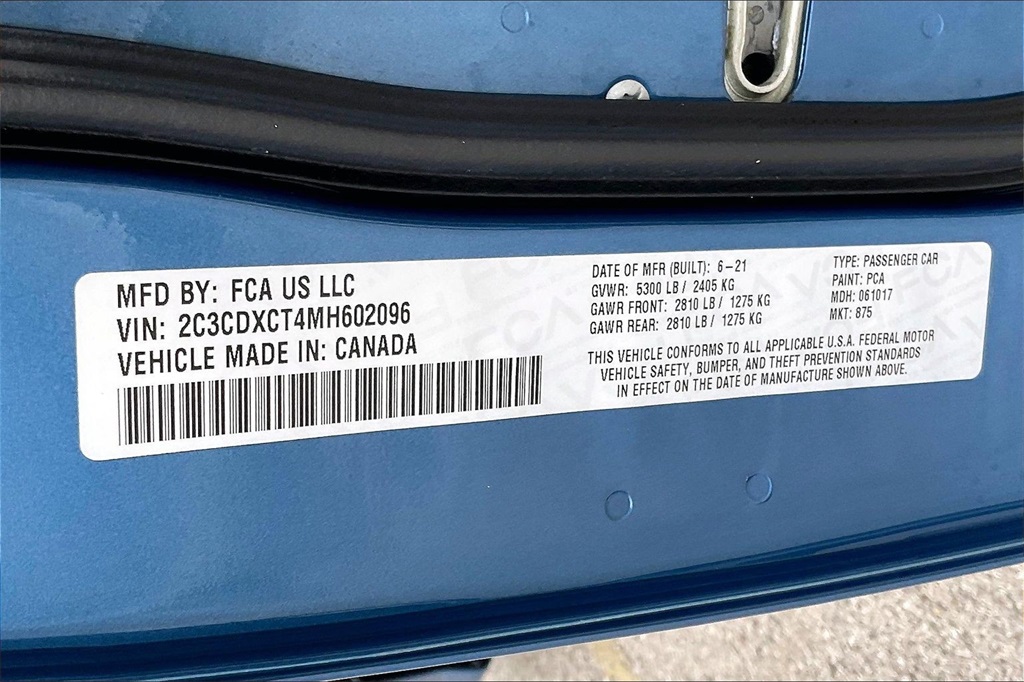 MFD BY: FCA US LLC
VIN: 2C3CDXCT4MH602096
VEHICLE MADE IN: CANADA
DATE OF MFR (BUILT): 6-21
GVWR: 5300 LB / 2405 KG
GAWR FRONT: 2810 LB / 1275 KG
GAWR REAR: 2810 LB / 1275 KG
TYPE: PASSENGER CAR
PAINT: PCA
MDH: 061017
MKT: 875
THIS VEHICLE CONFORMS TO ALL APPLICABLE U.S.A. FEDERAL MOTOR
VEHICLE SAFETY, BUMPER, AND THEFT PREVENTION STANDARDS
IN EFFECT ON THE DATE OF MANUFACTURE SHOWN ABOVE.